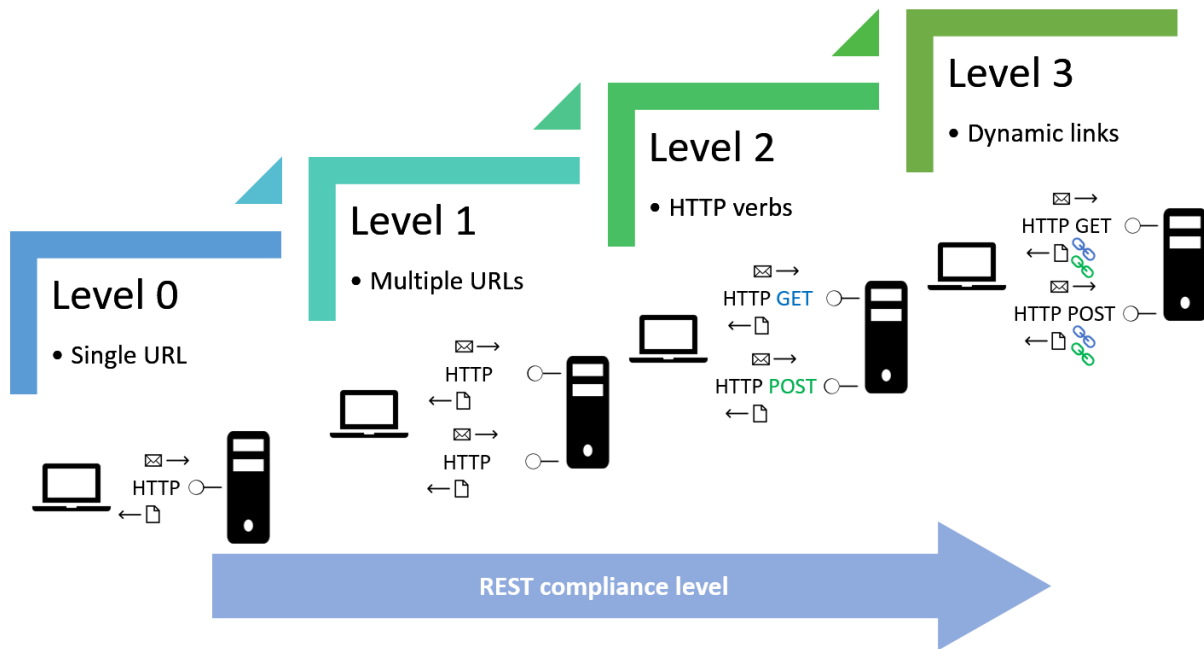 Level 0
• Single URL
HTTP
Level 1
• Multiple URLs
HTTP
HTTP
Level 2
• HTTP verbs
HTTP GET
HTTP POST
Level 3
• Dynamic links
HTTP GET
HTTP POST
REST compliance level